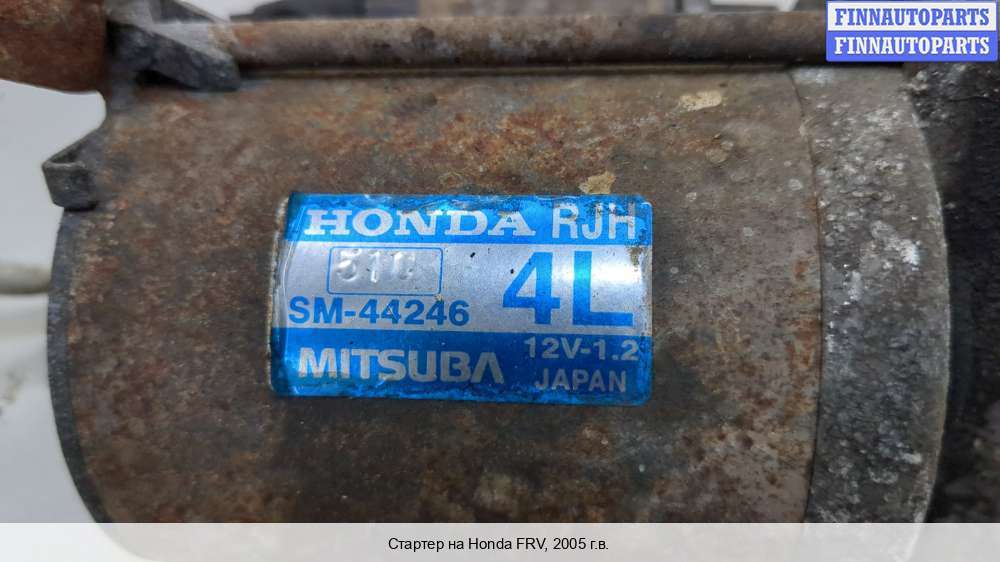 FINNAUTOPARTS
FINNAUTOPARTS
HONDA RJH
SM-44246
4L
MITSUBA
12V-1.2
JAPAN
Стартер на Honda FRV, 2005 г.в.